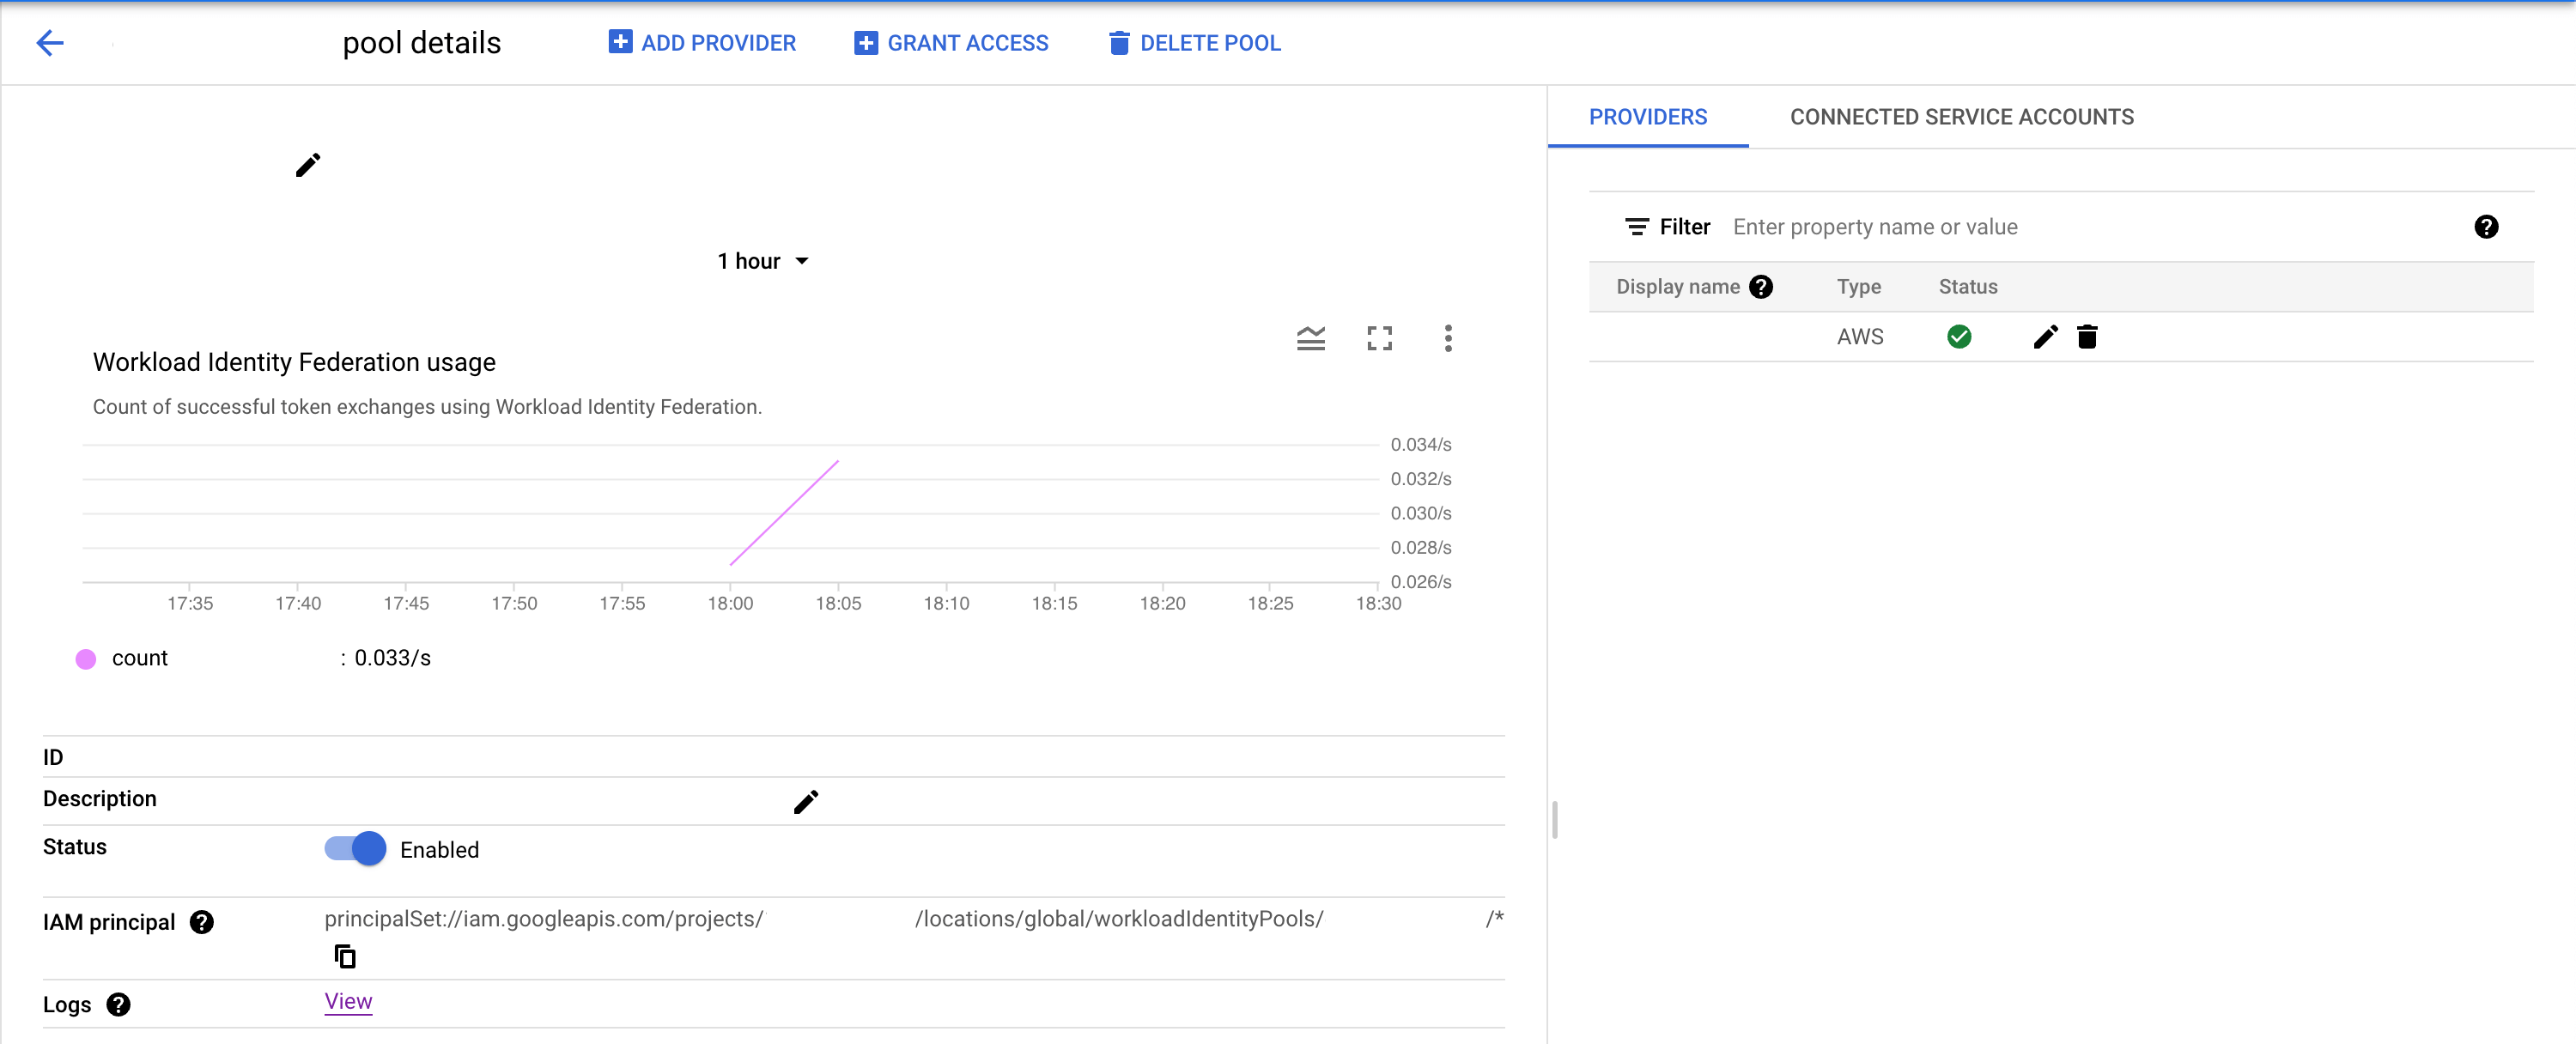 pool details
ADD PROVIDER
GRANT ACCESS
DELETE POOL
1 hour
Workload Identity Federation usage
Count of successful token exchanges using Workload Identity Federation.
0.034/s
0.032/s
0.030/s
0.028/s
0.026/s
17:35 17:40 17:45 17:50 17:55 18:00 18:05 18:10 18:15 18:20 18:25 18:30
count : 0.033/s
ID
Description
Status Enabled
IAM principal principalSet://iam.googleapis.com/projects/ /locations/global/workloadIdentityPools/ /*
Logs View
PROVIDERS CONNECTED SERVICE ACCOUNTS
Filter Enter property name or value
Display name Type Status
AWS